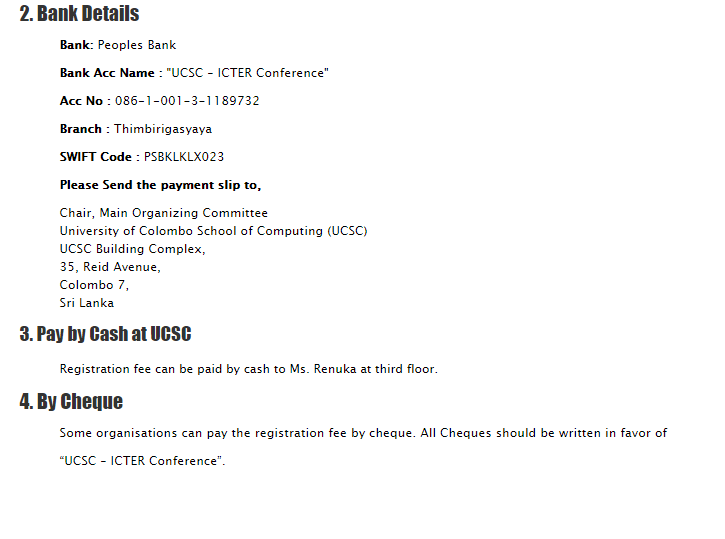 2. Bank Details
Bank: Peoples Bank
Bank Acc Name : "UCSC – ICTER Conference"
Acc No : 086-1-001-3-1189732
Branch : Thimbirigasyaya
SWIFT Code : PSBKLKLX023
Please Send the payment slip to,
Chair, Main Organizing Committee
University of Colombo School of Computing (UCSC)
UCSC Building Complex,
35, Reid Avenue,
Colombo 7,
Sri Lanka
3. Pay by Cash at UCSC
Registration fee can be paid by cash to Ms. Renuka at third floor.
4. By Cheque
Some organisations can pay the registration fee by cheque. All Cheques should be written in favor of
“UCSC – ICTER Conference”.